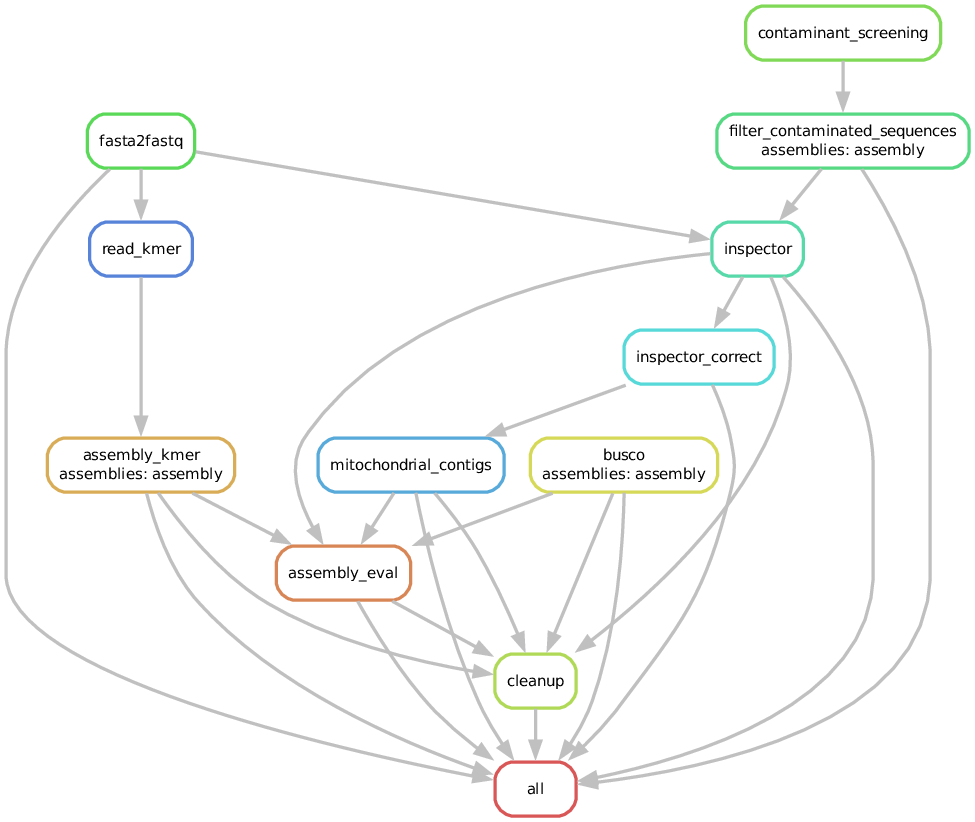 contaminant_screening
fasta2fastq
filter_contaminated_sequences
assemblies: assembly
read_kmer
inspector
inspector_correct
assembly_kmer
assemblies: assembly
mitochondrial_contigs
busco
assemblies: assembly
assembly_eval
cleanup
all